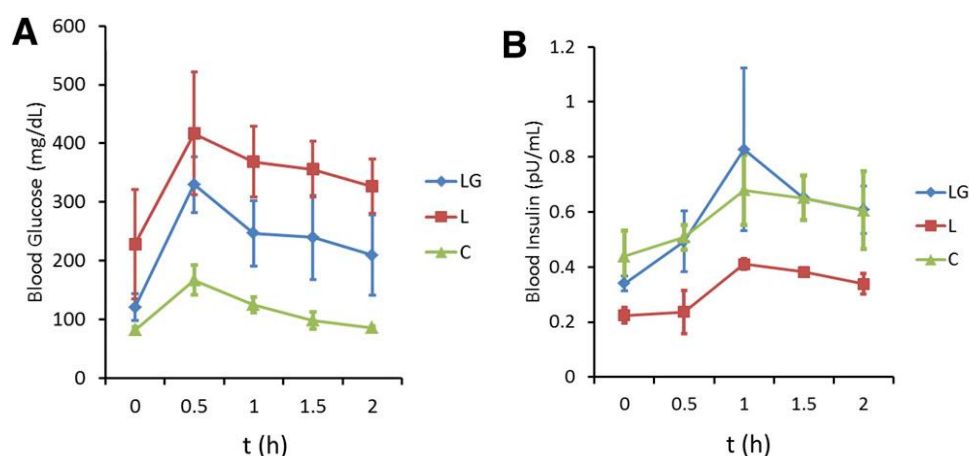 A
Blood Glucose (mg/dL)
600
500
400
300
200
100
0
0 0.5 1 1.5 2
t (h)
LG
L
C
B
Blood Insulin (pU/mL)
1.2
1
0.8
0.6
0.4
0.2
0
0 0.5 1 1.5 2
t (h)
LG
L
C